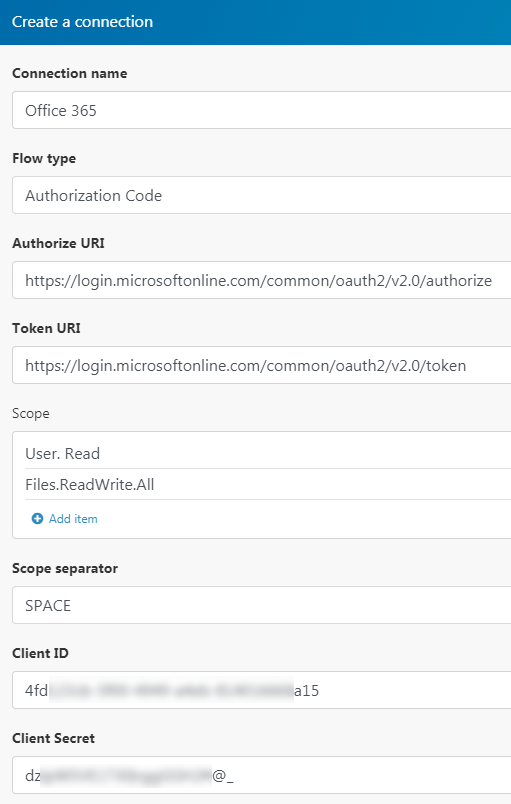 Create a connection
Connection name
Office 365
Flow type
Authorization Code
Authorize URI
https://login.microsoftonline.com/common/oauth2/v2.0/authorize
Token URI
https://login.microsoftonline.com/common/oauth2/v2.0/token
Scope
User. Read
Files.ReadWrite.All
Add item
Scope separator
SPACE
Client ID
4fd a15
Client Secret
dz @_